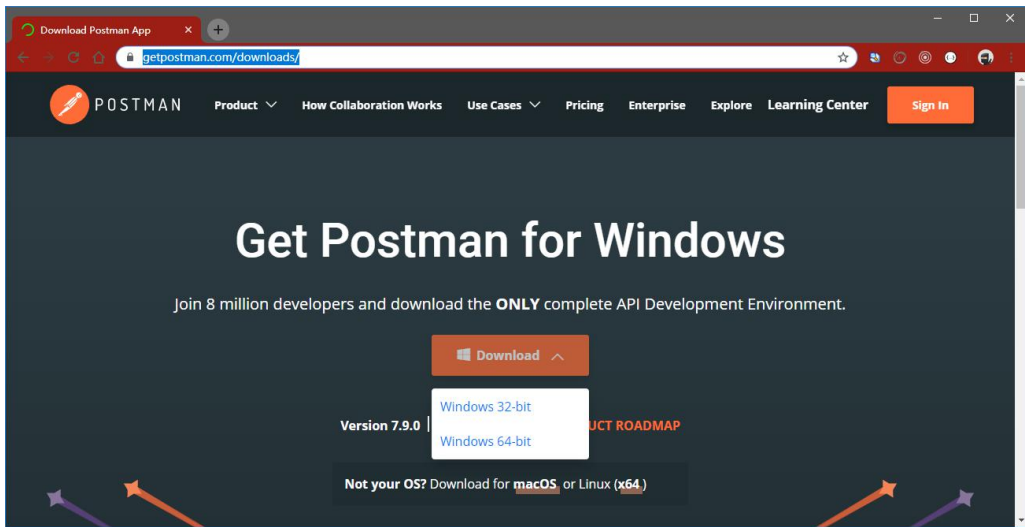 Download Postman App
getpostman.com/downloads/
POSTMAN Product How Collaboration Works Use Cases Pricing Enterprise Explore Learning Center Sign In
Get Postman for Windows
Join 8 million developers and download the ONLY complete API Development Environment.
Download
Windows 32-bit
Version 7.9.0 UCT ROADMAP
Windows 64-bit
Not your OS? Download for macOS or Linux (x64)